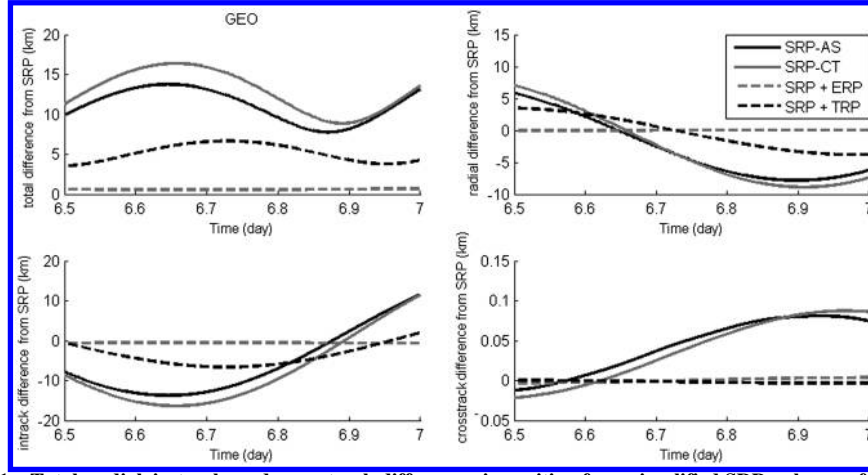 GEO
total difference from SRP (km)
20
15
10
5
0
6.5 6.6 6.7 6.8 6.9 7
Time (day)
radial difference from SRP (km)
15
10
5
0
-5
-10
6.5 6.6 6.7 6.8 6.9 7
Time (day)
SRP-AS
SRP-CT
SRP + ERP
SRP + TRP
intrack difference from SRP (km)
20
10
0
-10
-20
6.5 6.6 6.7 6.8 6.9 7
Time (day)
crosstrack difference from SRP (km)
0.15
0.1
0.05
0
-0.05
6.5 6.6 6.7 6.8 6.9 7
Time (day)